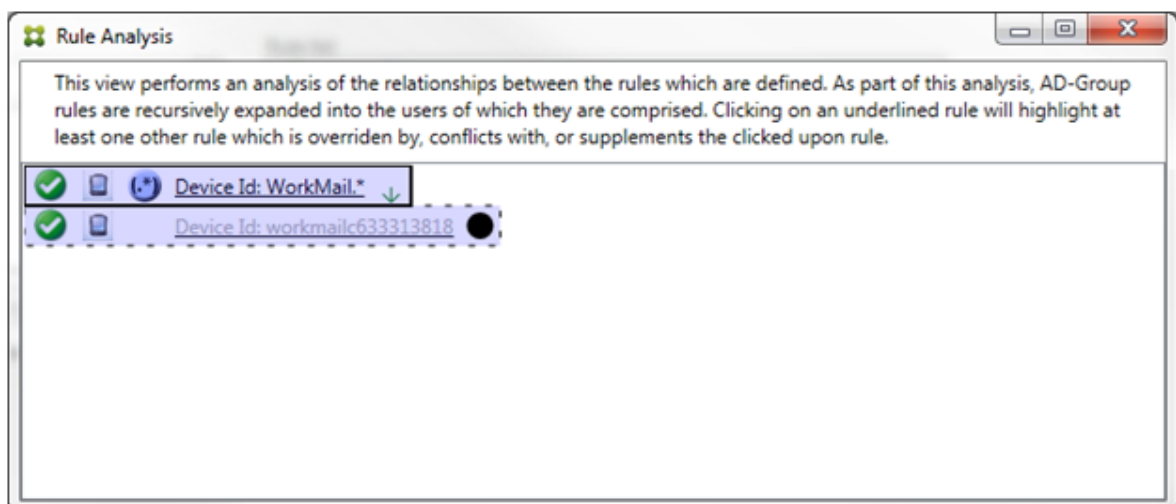 Rule Analysis
This view performs an analysis of the relationships between the rules which are defined. As part of this analysis, AD-Group
rules are recursively expanded into the users of which they are comprised. Clicking on an underlined rule will highlight at
least one other rule which is overriden by, conflicts with, or supplements the clicked upon rule.
(.*) Device Id: WorkMail.*
Device Id: workmailc633313818